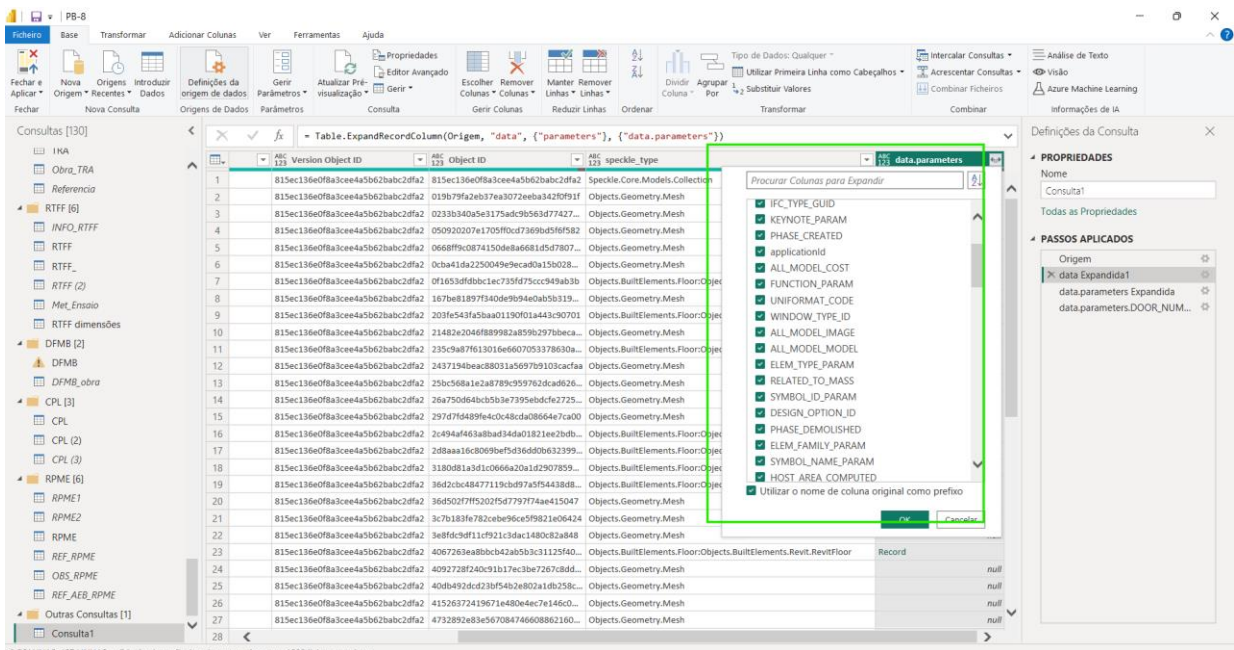 PB-8
Ficheiro Base Transformar Adicionar Colunas Ver Ferramentas Ajuda
Fechar e Aplicar
Nova Origem
Origens Recentes
Introduzir Dados
Definições da origem de dados
Gerir Parâmetros
Atualizar Pré-visualização
Propriedades
Editor Avançado
Gerir
Escolher Colunas
Remover Colunas
Manter Linhas
Remover Linhas
Dividir Coluna
Agrupar Por
Tipo de Dados: Qualquer
Utilizar Primeira Linha como Cabeçalhos
Substituir Valores
Intercalar Consultas
Acrescentar Consultas
Combinar Ficheiros
Análise de Texto
Visão
Azure Machine Learning
Fechar Nova Consulta Origens de Dados Parâmetros Consulta Gerir Colunas Reduzir Linhas Ordenar Transformar Combinar Informações de IA
Consultas [130]
TRA
Obra_TRA
Referencia
RTFF [6]
INFO_RTFF
RTFF
RTFF_
RTFF (2)
Met_Ensaio
RTFF dimensões
DFMB [2]
DFMB
DFMB_obra
CPL [3]
CPL
CPL (2)
CPL (3)
RPME [6]
RPME1
RPME2
RPME
REF_RPME
OBS_RPME
REF_AEB_RPME
Outras Consultas [1]
Consulta1
fx = Table.ExpandRecordColumn(Origem, "data", {"parameters"}, {"data.parameters"})
ABC 123 Version Object ID ABC 123 Object ID ABC 123 speckle_type ABC 123 data.parameters
1 815ec136e0f8a3cee4a5b62babc2dfa2 815ec136e0f8a3cee4a5b62babc2dfa2 Speckle.Core.Models.Collection
2 815ec136e0f8a3cee4a5b62babc2dfa2 019b79fa2eb37ea3072eeba342f0f91f Objects.Geometry.Mesh
3 815ec136e0f8a3cee4a5b62babc2dfa2 0233b340a5e3175adc9b563d77427... Objects.Geometry.Mesh
4 815ec136e0f8a3cee4a5b62babc2dfa2 050920207e1705ff0cd7369bd5f6f582 Objects.Geometry.Mesh
5 815ec136e0f8a3cee4a5b62babc2dfa2 0668ff9c0874150de8a6681d5d7807... Objects.Geometry.Mesh
6 815ec136e0f8a3cee4a5b62babc2dfa2 0cba41da2250049e9ecad0a15b028... Objects.Geometry.Mesh
7 815ec136e0f8a3cee4a5b62babc2dfa2 0f1653dfdbbc1ec735fd75ccc949ab3b Objects.BuiltElements.Floor:Objec
8 815ec136e0f8a3cee4a5b62babc2dfa2 167be81897f340de9b94e0ab5b319... Objects.Geometry.Mesh
9 815ec136e0f8a3cee4a5b62babc2dfa2 203fe543fa5baa01190f01a443c90701 Objects.BuiltElements.Floor:Objec
10 815ec136e0f8a3cee4a5b62babc2dfa2 21482e2046f889982a859b297bbeca... Objects.Geometry.Mesh
11 815ec136e0f8a3cee4a5b62babc2dfa2 235c9a87f613016e6607053378630a... Objects.BuiltElements.Floor:Objec
12 815ec136e0f8a3cee4a5b62babc2dfa2 2437194beac88031a5697b9103cacfaa Objects.BuiltElements.Floor:Objec
13 815ec136e0f8a3cee4a5b62babc2dfa2 25bc568a1e2a8789c959762dcad626... Objects.Geometry.Mesh
14 815ec136e0f8a3cee4a5b62babc2dfa2 26a750d64bcb5b3e7395ebdcfe2725... Objects.Geometry.Mesh
15 815ec136e0f8a3cee4a5b62babc2dfa2 297d7fd489fe4c0c48cda08664e7ca00 Objects.Geometry.Mesh
16 815ec136e0f8a3cee4a5b62babc2dfa2 2c494af463a8bad34da01821ee2bdb... Objects.BuiltElements.Floor:Objec
17 815ec136e0f8a3cee4a5b62babc2dfa2 2d8aaa16c8069bef5d36dd0b632399... Objects.BuiltElements.Floor:Objec
18 815ec136e0f8a3cee4a5b62babc2dfa2 3180d81a3d1c0666a20a1d2907859... Objects.BuiltElements.Floor:Objec
19 815ec136e0f8a3cee4a5b62babc2dfa2 36d2cbc48477119cbd97a5f54438d8... Objects.BuiltElements.Floor:Objec
20 815ec136e0f8a3cee4a5b62babc2dfa2 36d502f7ff5202f5d7797f74ae415047 Objects.Geometry.Mesh
21 815ec136e0f8a3cee4a5b62babc2dfa2 3c7b183fe782cebe96ce5f9821e06424 Objects.Geometry.Mesh
22 815ec136e0f8a3cee4a5b62babc2dfa2 3e8fdc9df11cf921c3dac1480c82a848 Objects.Geometry.Mesh
23 815ec136e0f8a3cee4a5b62babc2dfa2 4067263ea8bbcb42ab5b3c31125f40... Objects.BuiltElements.Floor:Objects.BuiltElements.Revit.RevitFloor Record
24 815ec136e0f8a3cee4a5b62babc2dfa2 4092728f240c91b17ec3be7267c8dd... Objects.Geometry.Mesh null
25 815ec136e0f8a3cee4a5b62babc2dfa2 40db492dcd23bf54b2e802a1db258c... Objects.Geometry.Mesh null
26 815ec136e0f8a3cee4a5b62babc2dfa2 41526372419671e480e4ec7e146c0... Objects.Geometry.Mesh null
27 815ec136e0f8a3cee4a5b62babc2dfa2 4732892e83e567084746608862160... Objects.Geometry.Mesh null
28
Procurar Colunas para Expandir
IFC_TYPE_GUID
KEYNOTE_PARAM
PHASE_CREATED
applicationId
ALL_MODEL_COST
FUNCTION_PARAM
UNIFORMAT_CODE
WINDOW_TYPE_ID
ALL_MODEL_IMAGE
ALL_MODEL_MODEL
ELEM_TYPE_PARAM
RELATED_TO_MASS
SYMBOL_ID_PARAM
DESIGN_OPTION_ID
PHASE_DEMOLISHED
ELEM_FAMILY_PARAM
SYMBOL_NAME_PARAM
HOST_AREA_COMPUTED
Utilizar o nome de coluna original como prefixo
OK Cancelar
Definições da Consulta
PROPRIEDADES
Nome
Consulta1
Todas as Propriedades
PASSOS APLICADOS
Origem
data Expandida1
data.parameters Expandida
data.parameters.DOOR_NUM...